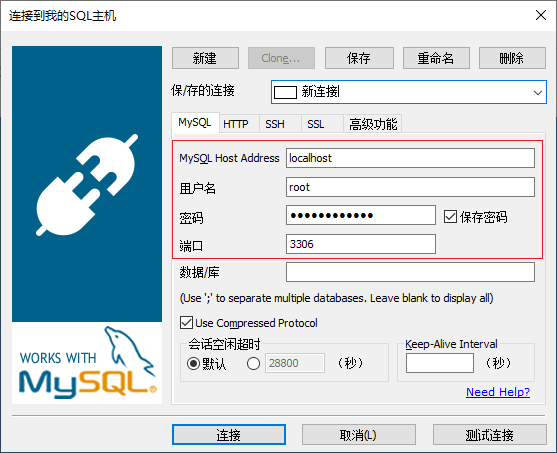 连接到我的SQL主机
新建 Clone... 保存 重命名 删除
保/存的连接 新连接
MySQL HTTP SSH SSL 高级功能
MySQL Host Address localhost
用户名 root
密码 ●●●●●●●●●●●● 保存密码
端口 3306
数据/库
(Use ';' to separate multiple databases. Leave blank to display all)
Use Compressed Protocol
会话空闲超时 Keep-Alive Interval
默认 28800 (秒) (秒)
Need Help?
WORKS WITH
MySQL®
连接 取消(L) 测试连接